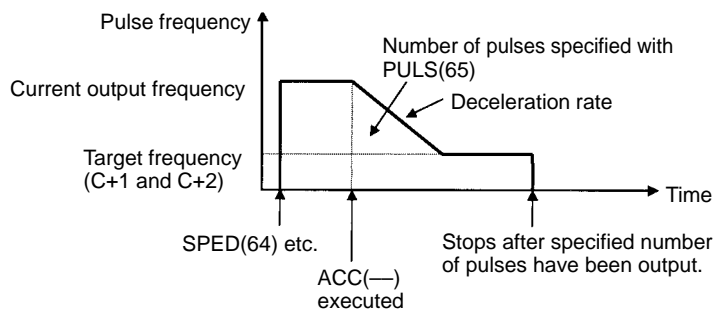 Pulse frequency
Number of pulses specified with
PULS(65)
Current output frequency
Deceleration rate
Target frequency
(C+1 and C+2)
Time
SPED(64) etc.
Stops after specified number
of pulses have been output.
ACC(––)
executed